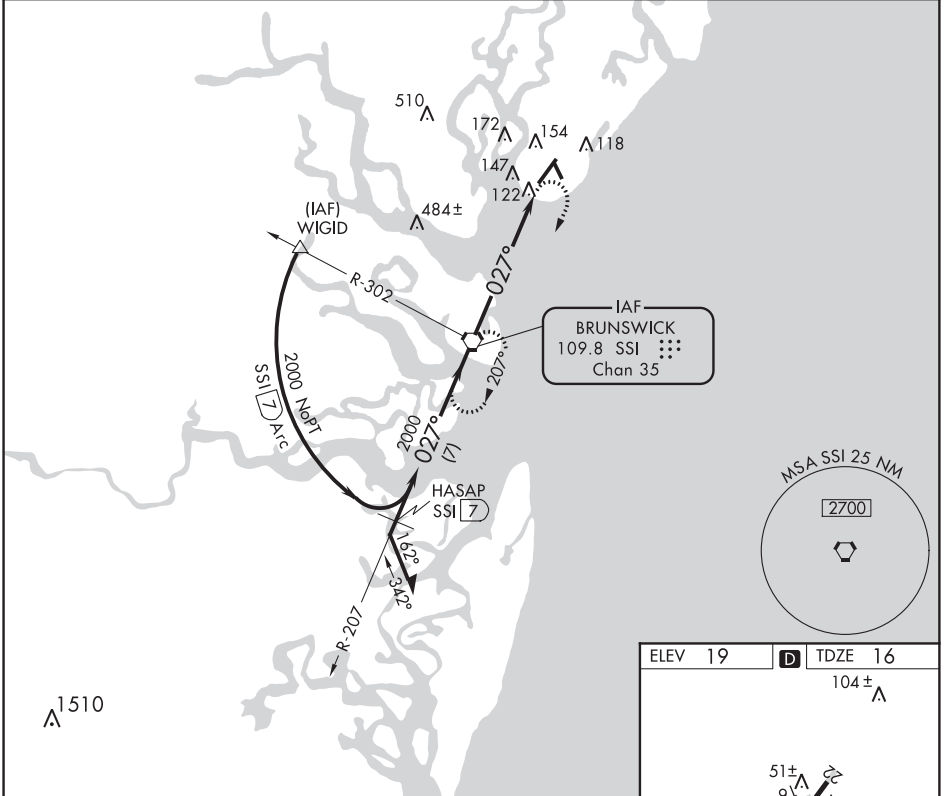 510
172
154
118
147
122
(IAF)
WIGID
484±
R-302
027°
IAF
BRUNSWICK
109.8 SSI
Chan 35
207°
2000 NoPT
SSI 7 Arc
2000
027°
(7)
HASAP
SSI 7
162°
342°
R-207
MSA SSI 25 NM
2700
1510
ELEV 19 D TDZE 16
104±
51±
22